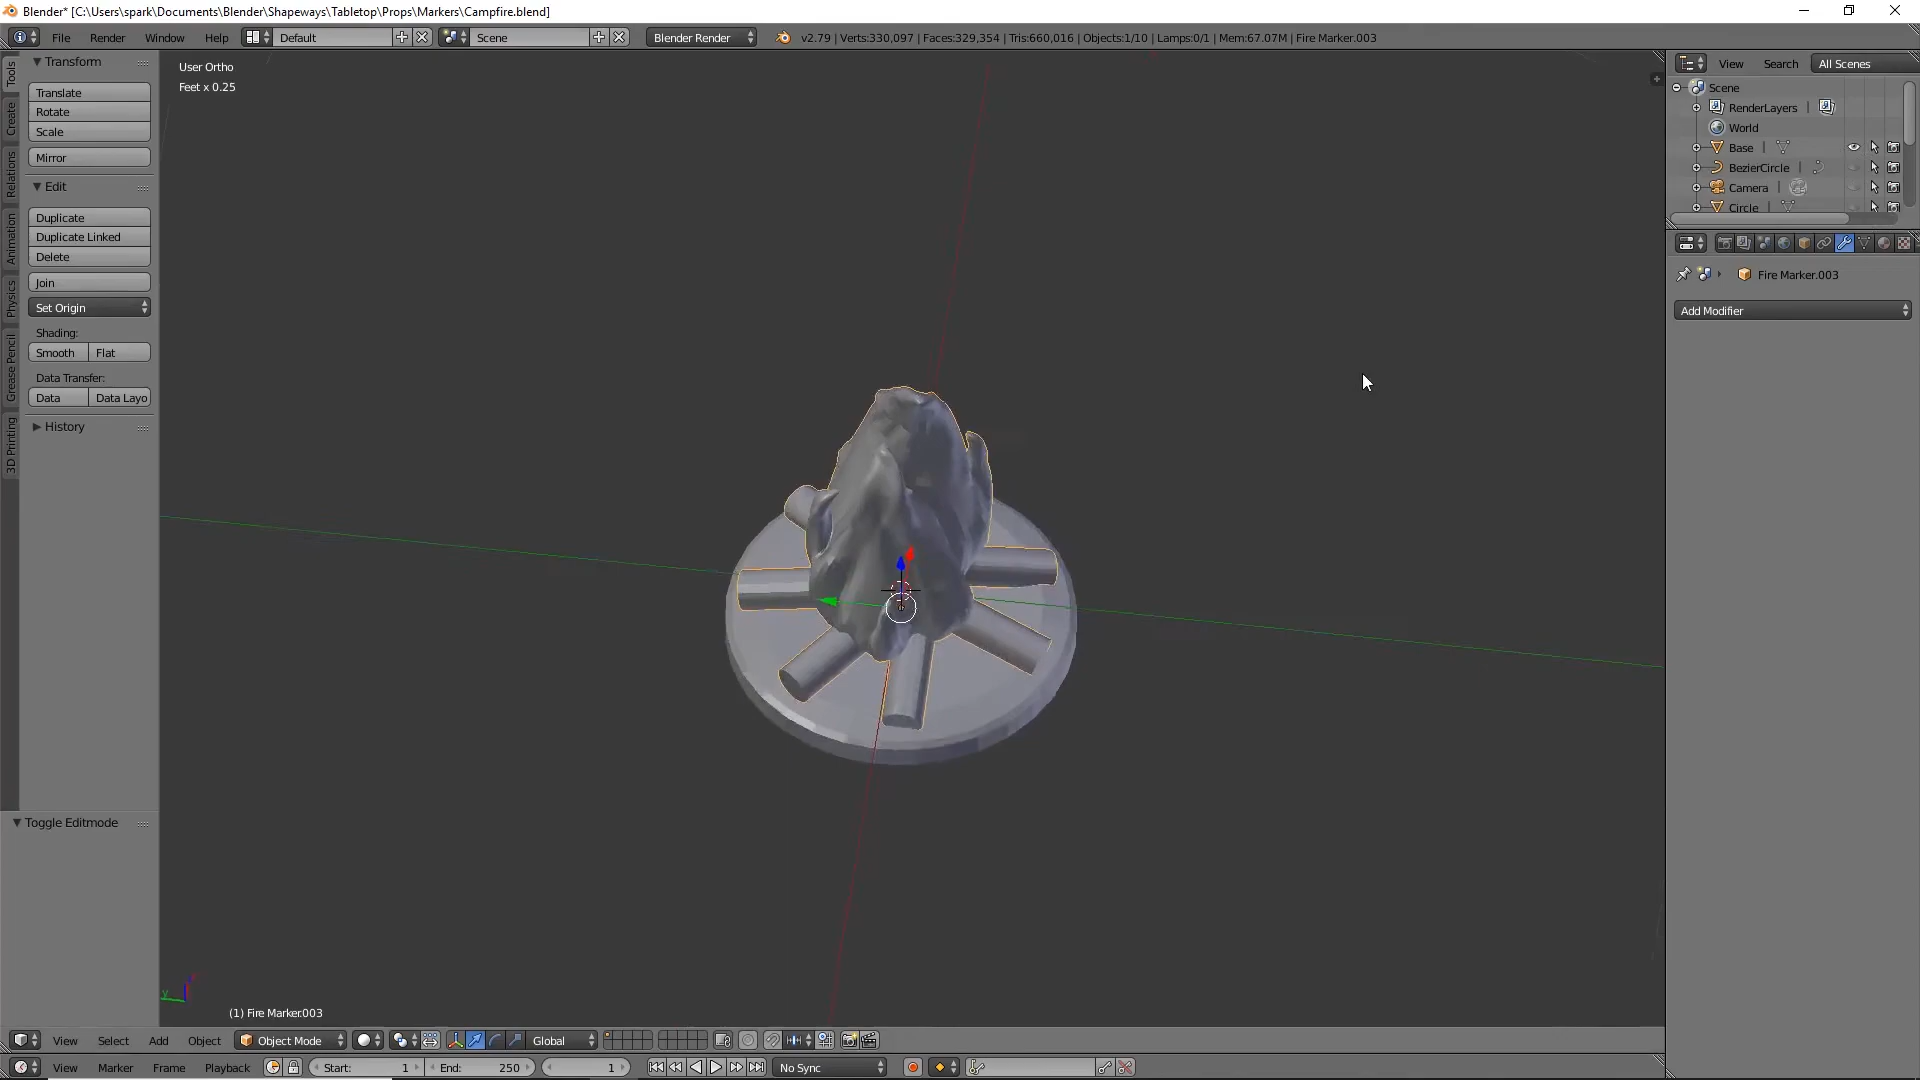 Blender* [C:\Users\spark\Documents\Blender\Shapeways\Tabletop\Props\Markers\Campfire.blend]
File Render Window Help Default Scene Blender Render v2.79 | Verts:330,097 | Faces:329,354 | Tris:660,016 | Objects:1/10 | Lamps:0/1 | Mem:67.07M | Fire Marker.003
Tools
Create
Relations
Animation
Physics
Grease Pencil
3D Printing
Transform
Translate
Rotate
Scale
Mirror
Edit
Duplicate
Duplicate Linked
Delete
Join
Set Origin
Shading:
Smooth Flat
Data Transfer:
Data Data Layo
History
Toggle Editmode
User Ortho
Feet x 0.25
(1) Fire Marker.003
View Search All Scenes
Scene
RenderLayers |
World
Base |
BezierCircle |
Camera |
Circle |
Fire Marker.003
Add Modifier
View Select Add Object Object Mode Global
View Marker Frame Playback Start: 1 End: 250 1 No Sync